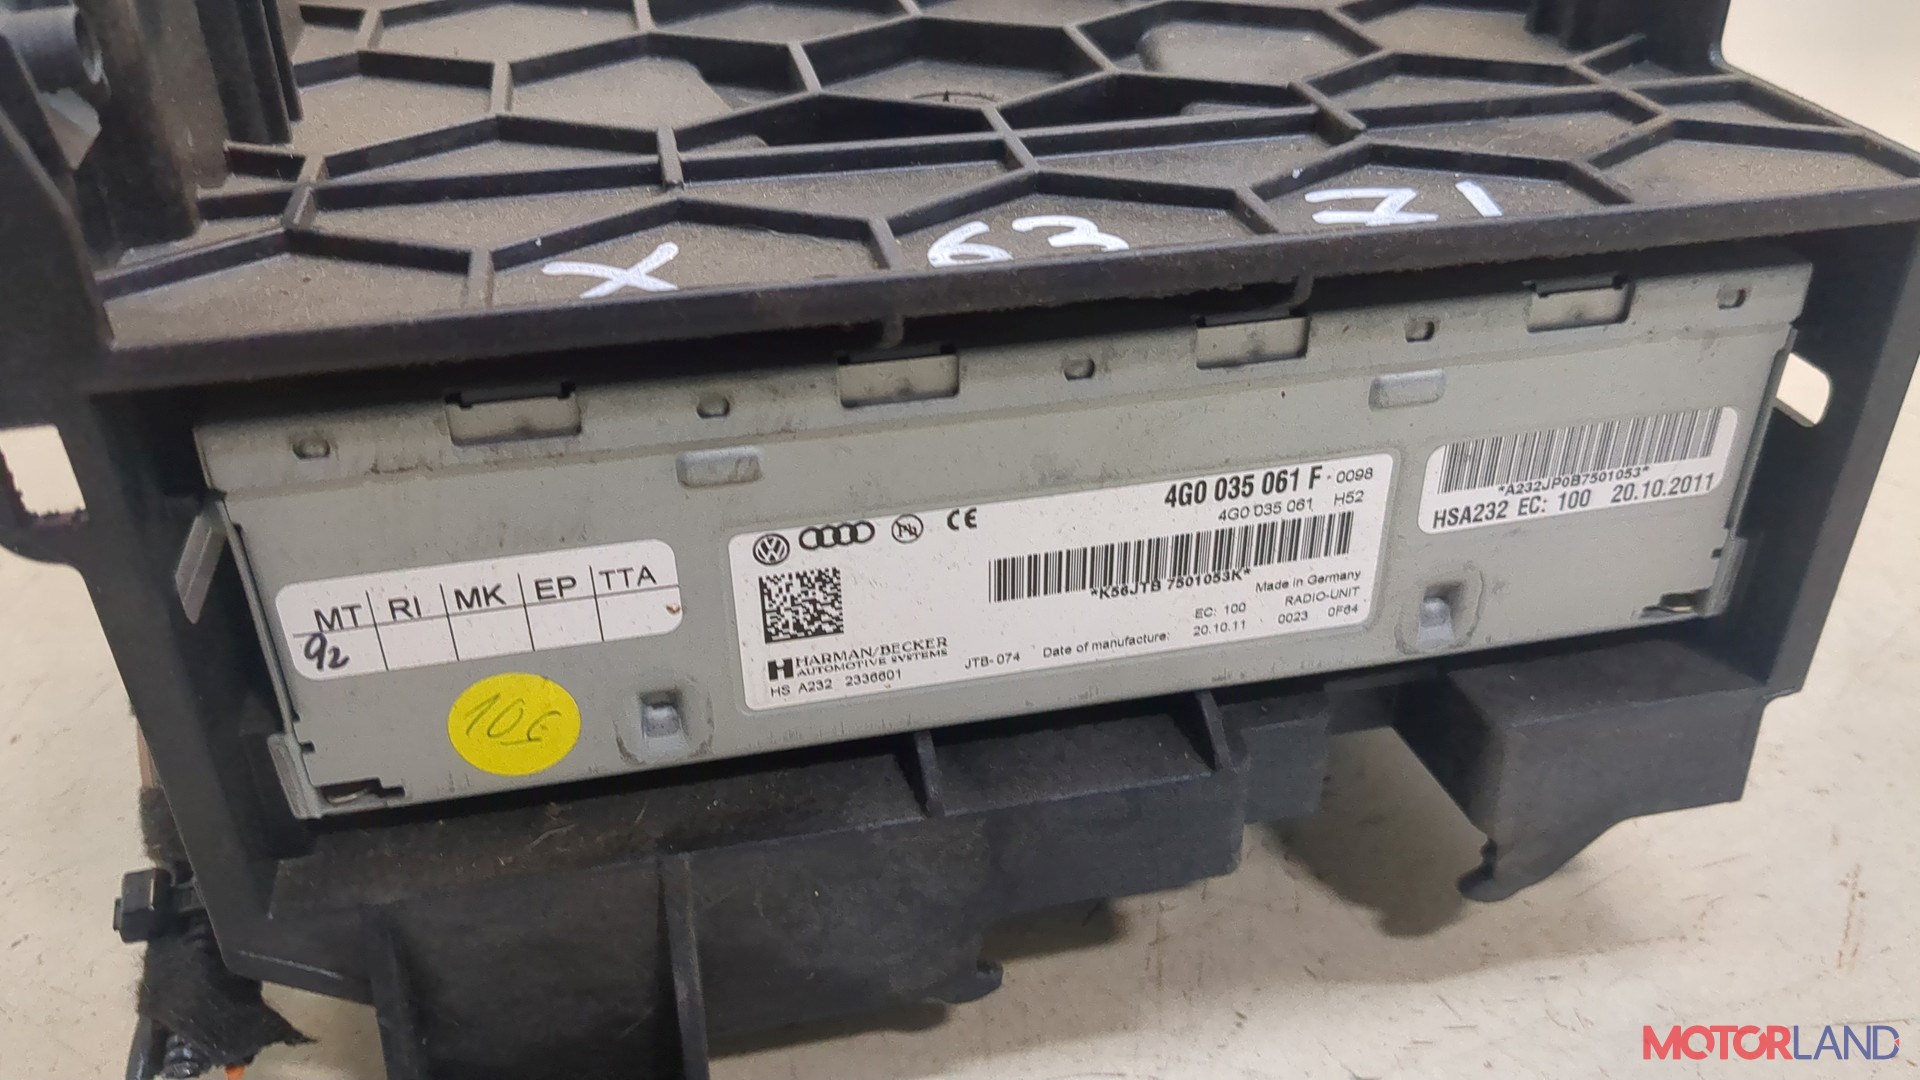 X 63 71
4G0 035 061 F - 0098
4G0 035 061 H52
CE
*K56JTB 7501053K*
Made in Germany
EC: 100 RADIO-UNIT
HARMAN/BECKER
AUTOMOTIVE SYSTEMS
JTB-074 Date of manufacture: 20.10.11 0023 0F64
HS A232 2336601
*A232JP0B7501053*
HSA232 EC: 100 20.10.2011
MT RI MK EP TTA
92
10€
MOTORLAND